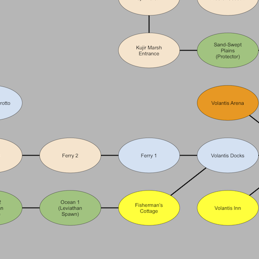 Kujir Marsh
Entrance
Sand-Swept
Plains
(Protector)
rotto
Volantis Arena
Ferry 2
Ferry 1
Volantis Docks
Ocean 1
(Leviathan
Spawn)
Fisherman's
Cottage
Volantis Inn